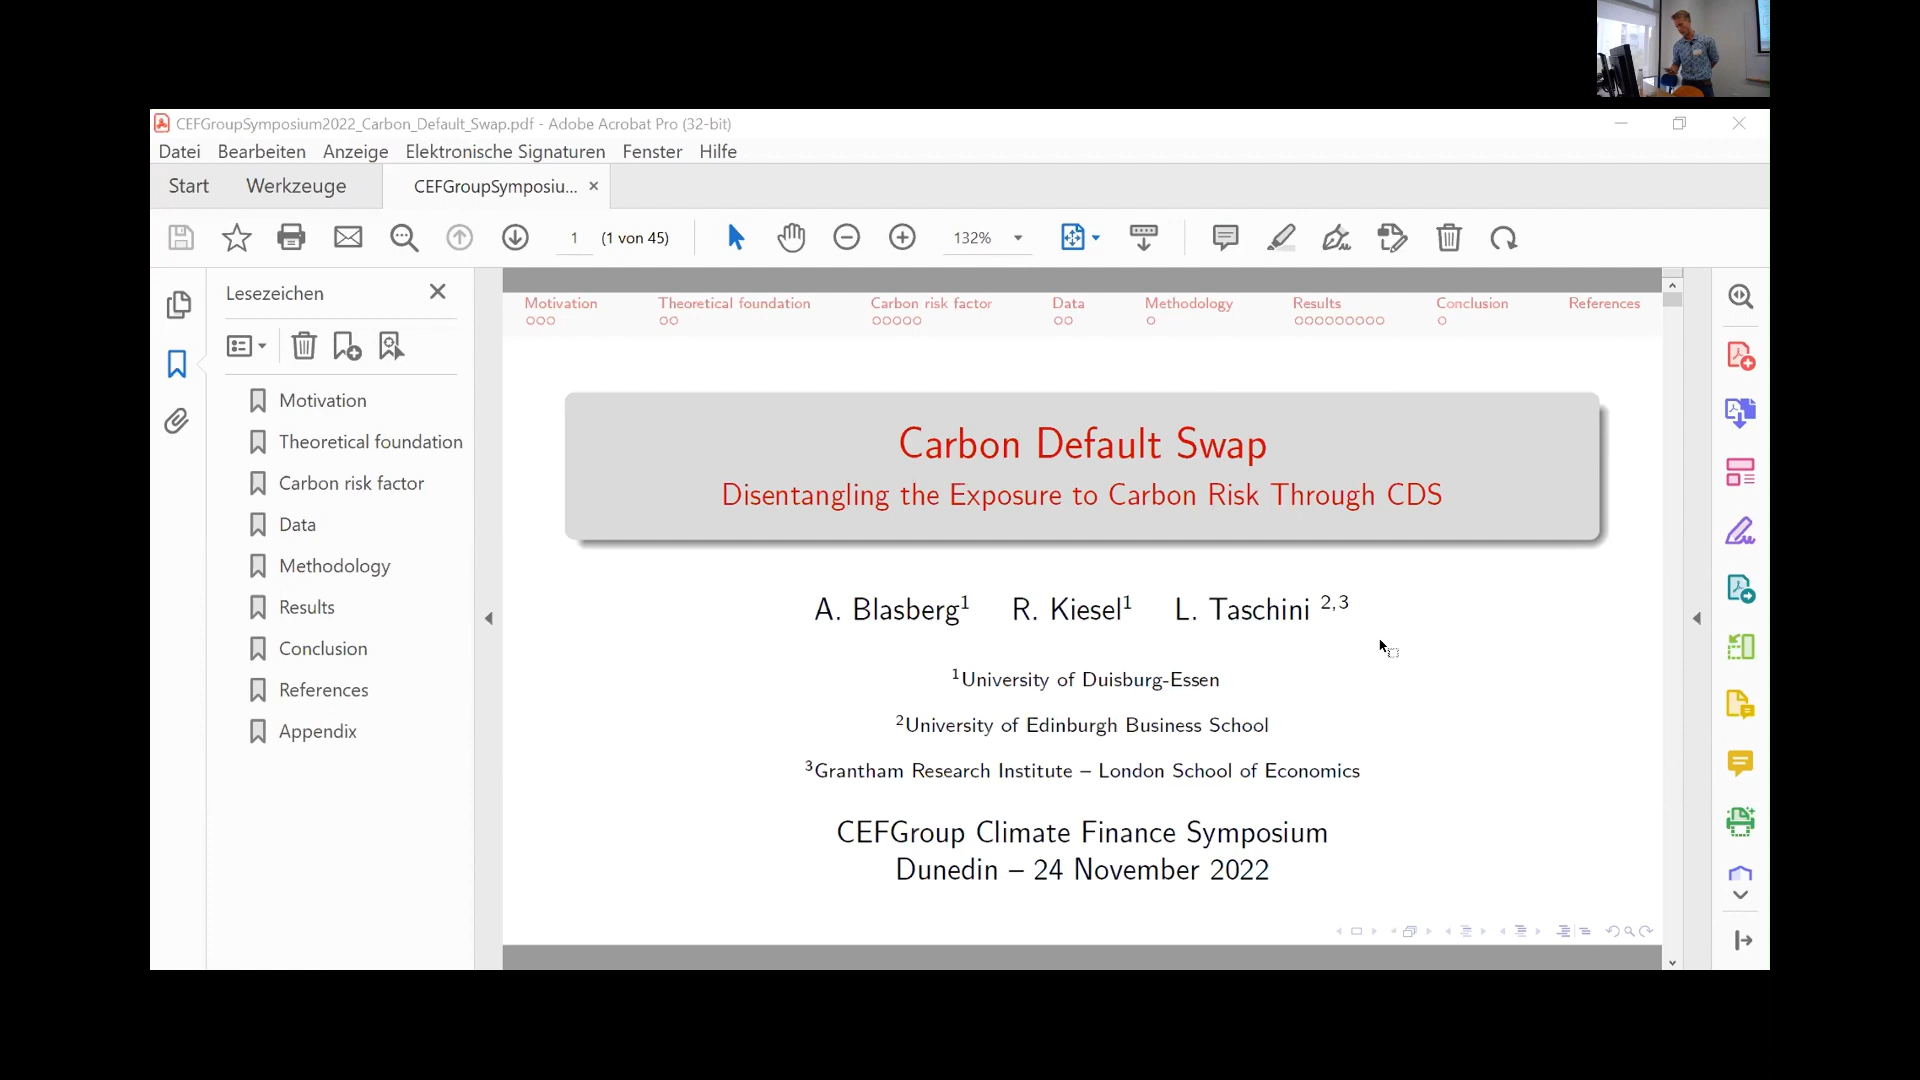 CEFGroupSymposium2022_Carbon_Default_Swap.pdf - Adobe Acrobat Pro (32-bit)
Datei Bearbeiten Anzeige Elektronische Signaturen Fenster Hilfe
Start Werkzeuge CEFGroupSymposiu...
1 (1 von 45) 132%
Lesezeichen
Motivation
Theoretical foundation
Carbon risk factor
Data
Methodology
Results
Conclusion
References
Appendix
Motivation Theoretical foundation Carbon risk factor Data Methodology Results Conclusion References
Carbon Default Swap
Disentangling the Exposure to Carbon Risk Through CDS
A. Blasberg¹ R. Kiesel¹ L. Taschini ²,³
¹University of Duisburg-Essen
²University of Edinburgh Business School
³Grantham Research Institute – London School of Economics
CEFGroup Climate Finance Symposium
Dunedin – 24 November 2022